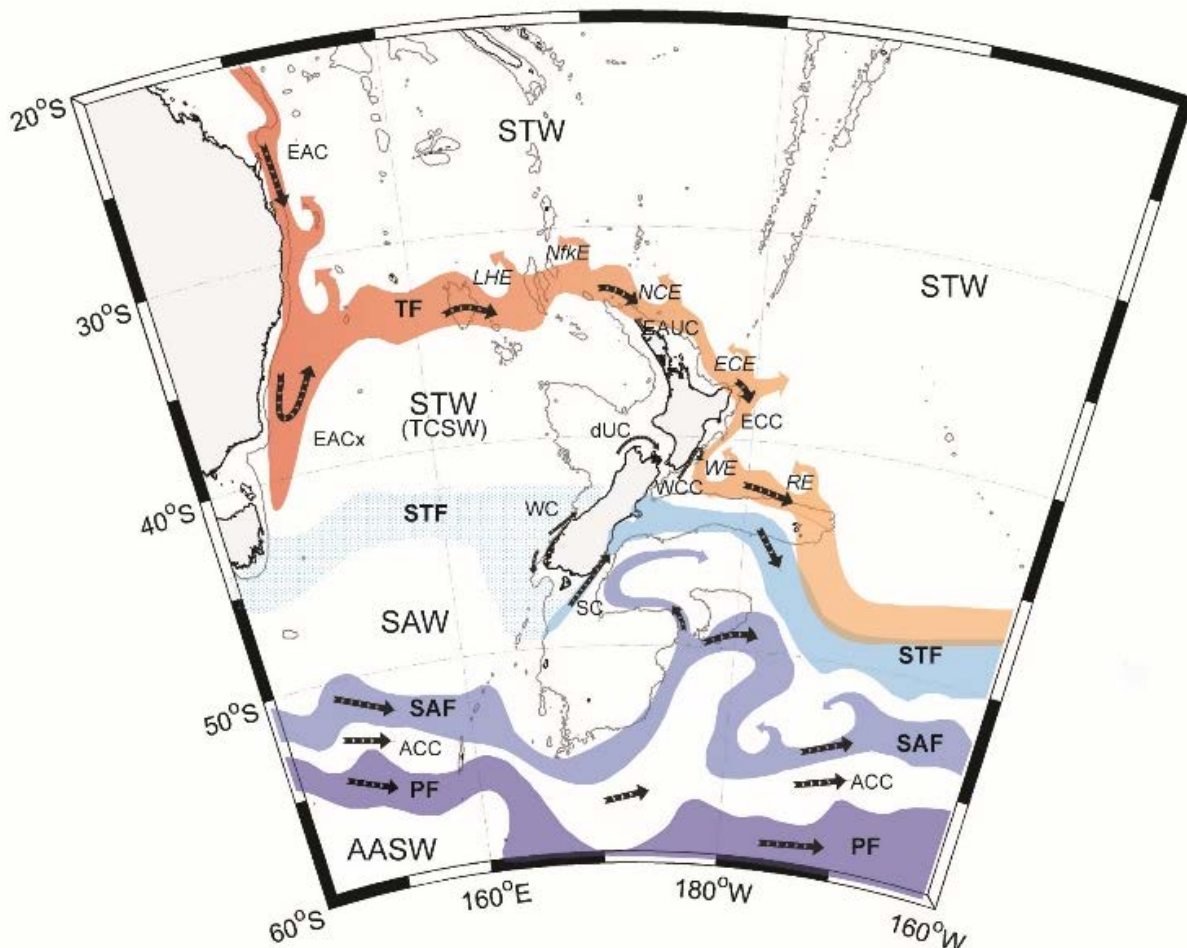 20°S
STW
EAC
STW
NfkE
LHE
NCE
30°S
TF
EAUC
ECE
STW
(TCSW)
ECC
EACx
dUC
WE
RE
WCC
40°S
STF
WC
SC
SAW
STF
50°S
SAF
SAF
ACC
ACC
PF
PF
AASW
60°S
160°E
180°W
160°W